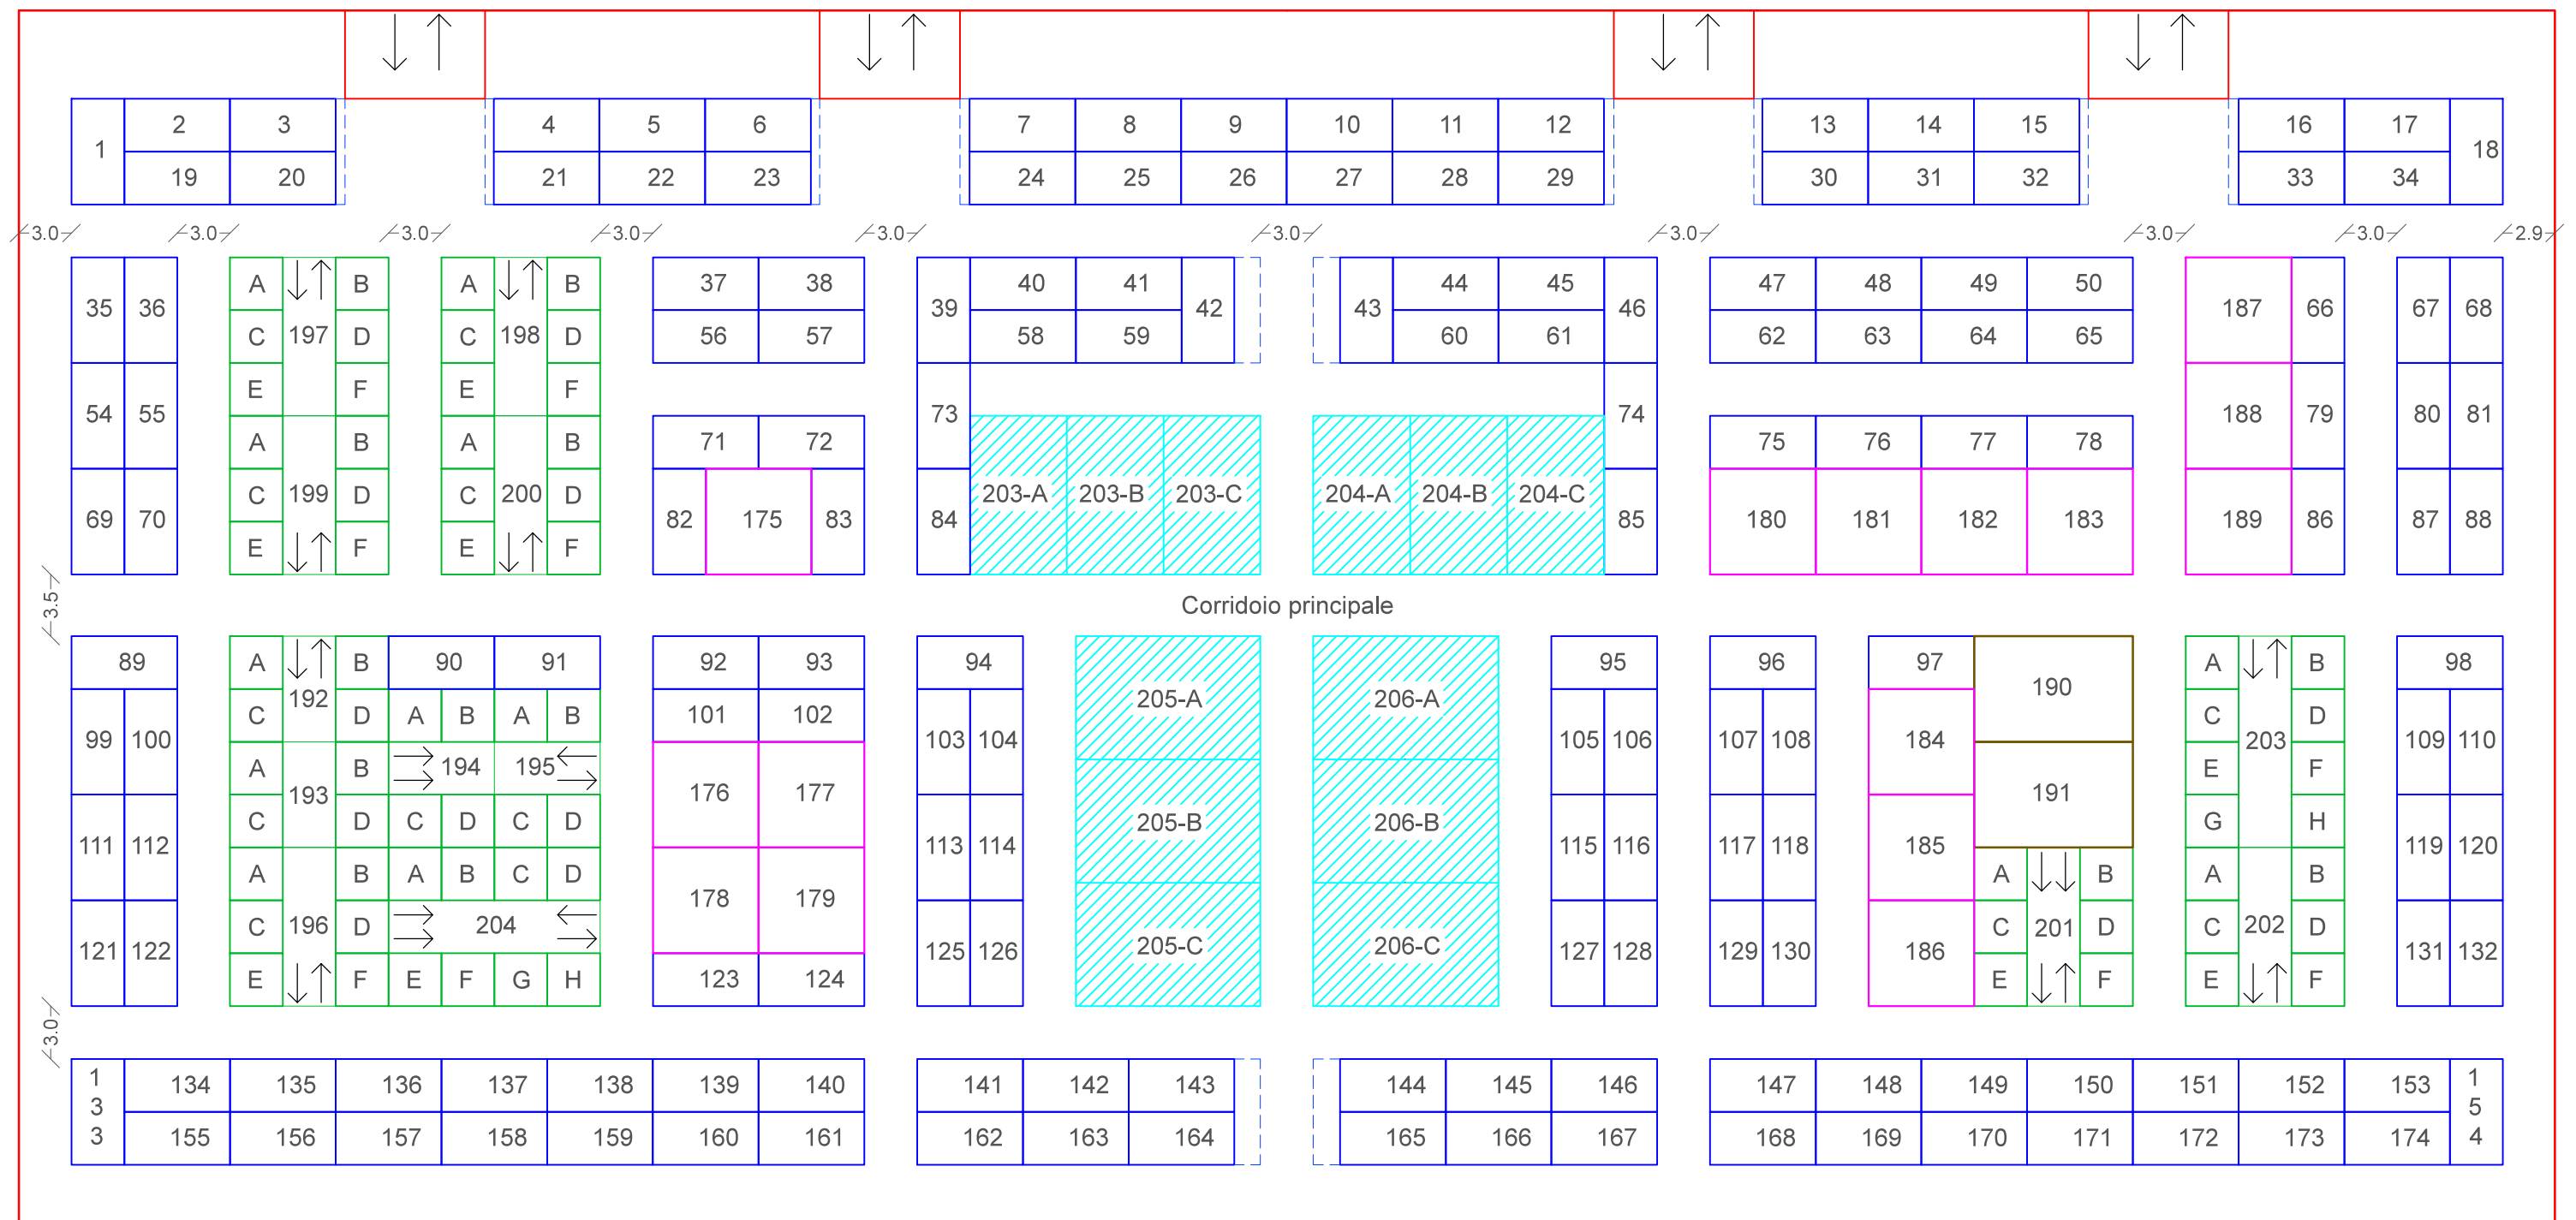 1 2 3 4 5 6 7 8 9 10 11 12 13 14 15 16 17 18
19 20 21 22 23 24 25 26 27 28 29 30 31 32 33 34
3.0 3.0 3.0 3.0 3.0 3.0 3.0 3.0 3.0 2.9
35 36 A B A B 37 38 39 40 41 42 43 44 45 46 47 48 49 50 187 66 67 68
C 197 D C 198 D 56 57 58 59 60 61 62 63 64 65
E F E F
54 55 A B A B 71 72 73 74 75 76 77 78 188 79 80 81
C 199 D C 200 D 203-A 203-B 203-C 204-A 204-B 204-C
69 70 E F E F 82 175 83 84 85 180 181 182 183 189 86 87 88
3.5
Corridoio principale
89 A B 90 91 92 93 94 95 96 97 190 A B 98
192 205-A 206-A
C D A B A B 101 102 C D
99 100 103 104 105 106 107 108 184 203 109 110
A 193 B 194 195 176 177 191 E F
C D C D C D 205-B 206-B G H
111 112 113 114 115 116 117 118 185 119 120
A B A B C D 178 179 A B A B
C 196 D 204 C 201 D C 202 D
121 122 125 126 205-C 206-C 127 128 129 130 186 131 132
E F E F G H 123 124 E F E F
3.0
133 134 135 136 137 138 139 140 141 142 143 144 145 146 147 148 149 150 151 152 153 154
155 156 157 158 159 160 161 162 163 164 165 166 167 168 169 170 171 172 173 174